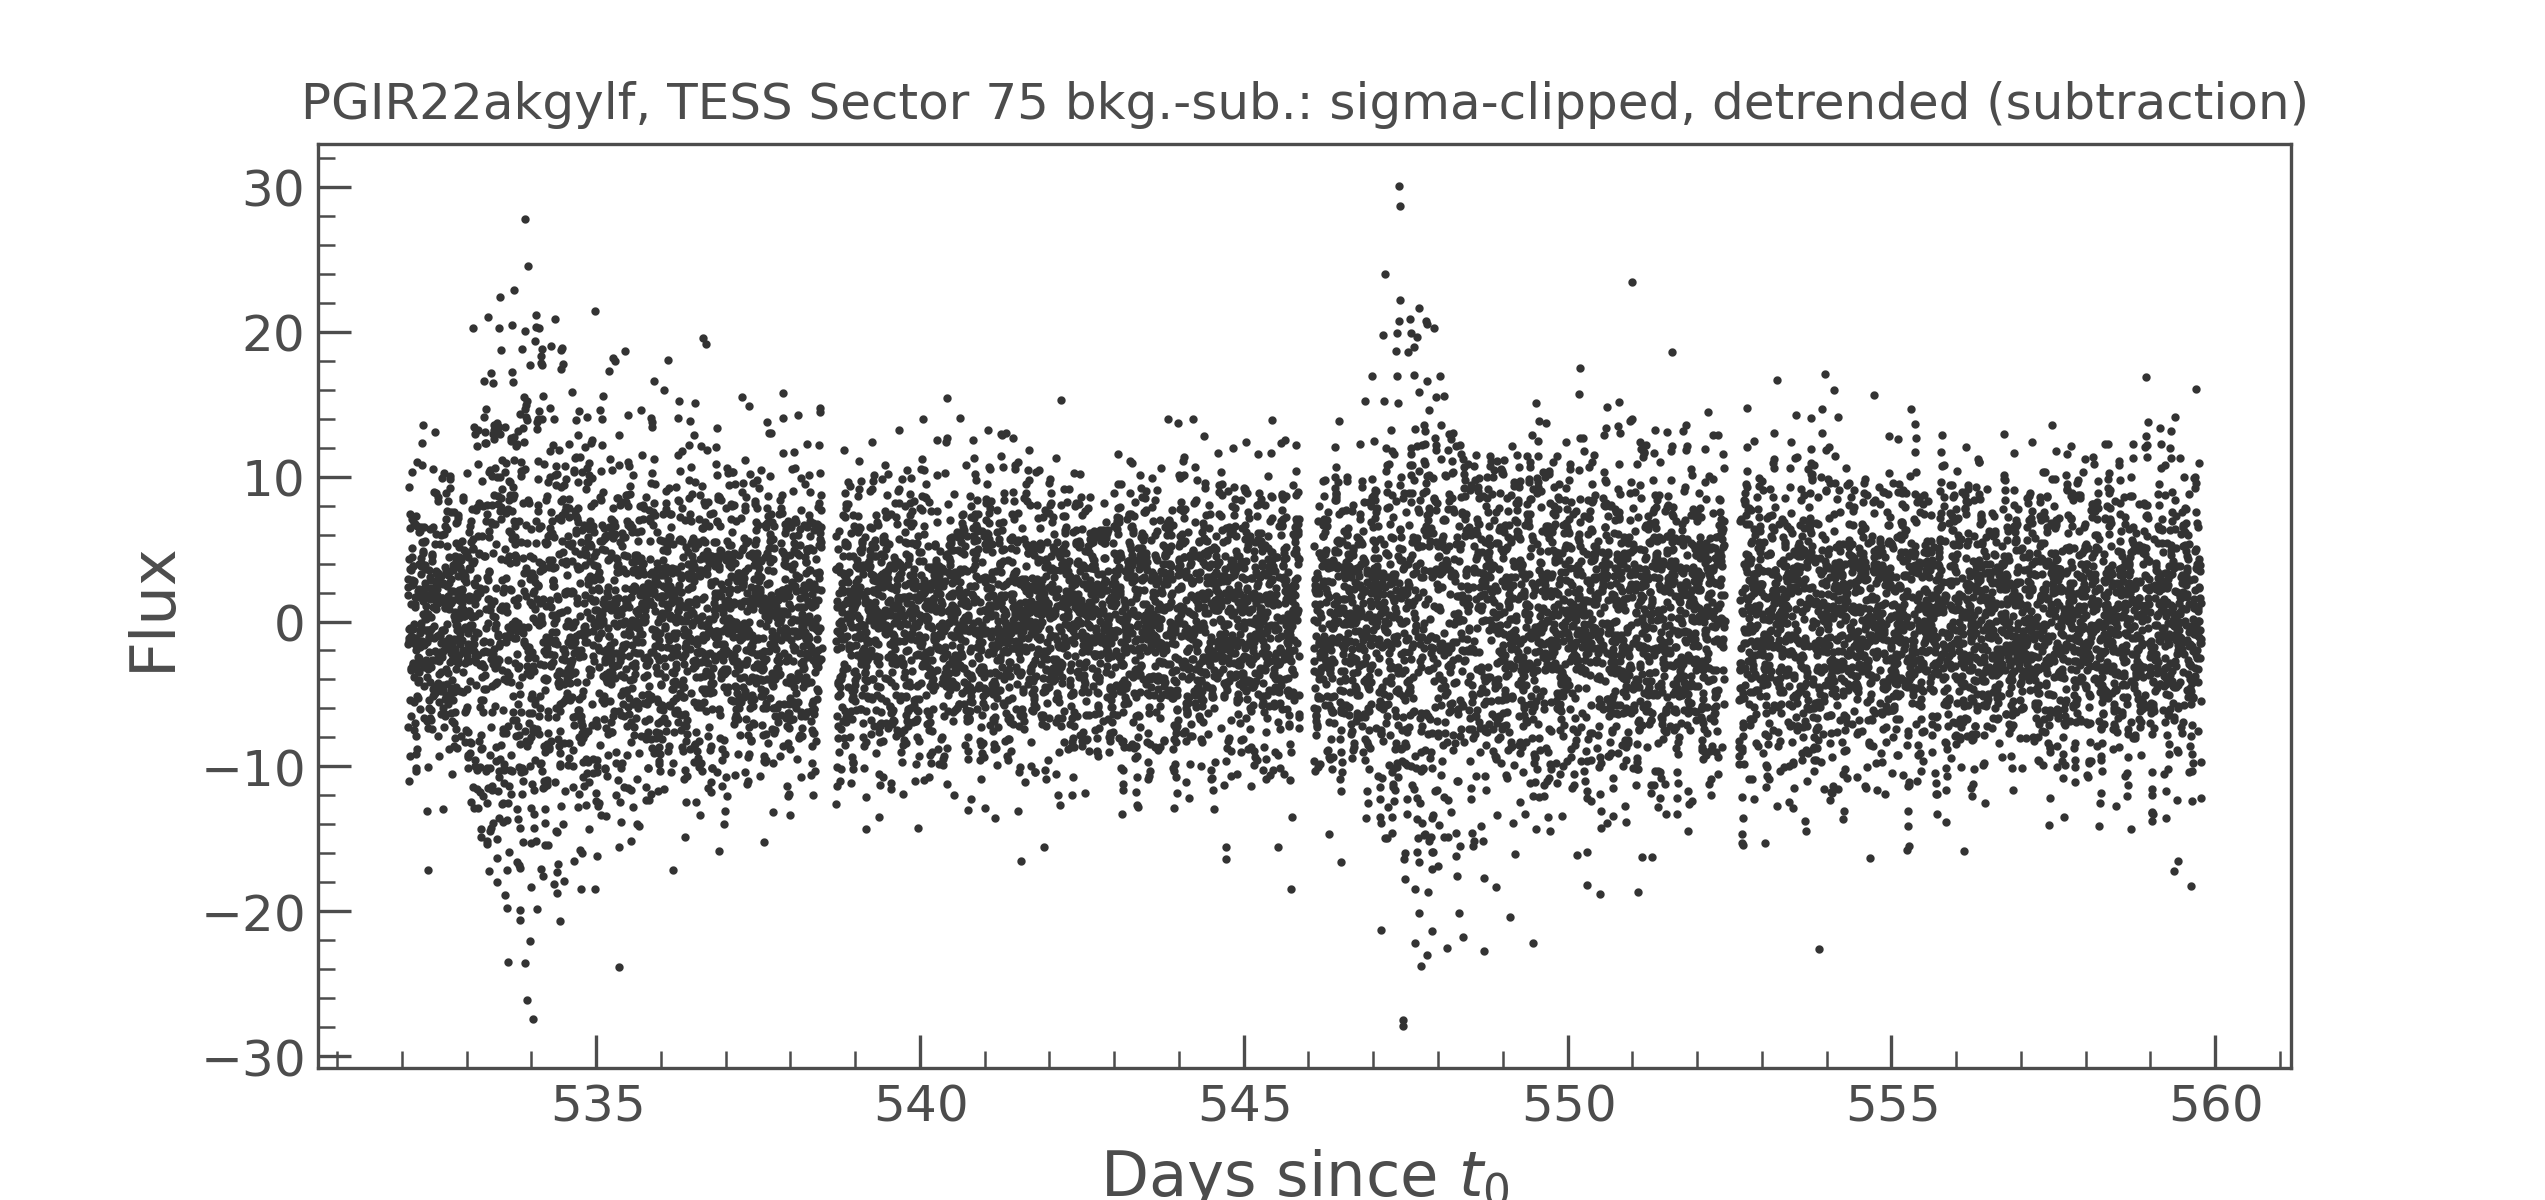 PGIR22akgylf, TESS Sector 75 bkg.-sub.: sigma-clipped, detrended (subtraction)
30
20
10
0
−10
−20
−30
Flux
535 540 545 550 555 560
Days since t₀